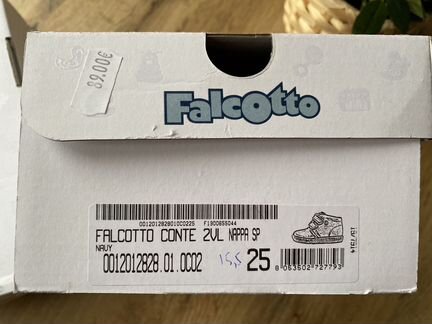 89.00€
Falcotto
0012012828010C0225 F1900655044
FALCOTTO CONTE 2VL NAPPA SP
NAVY
0012012828.01.0C02
15,5
25
8 053502 727793